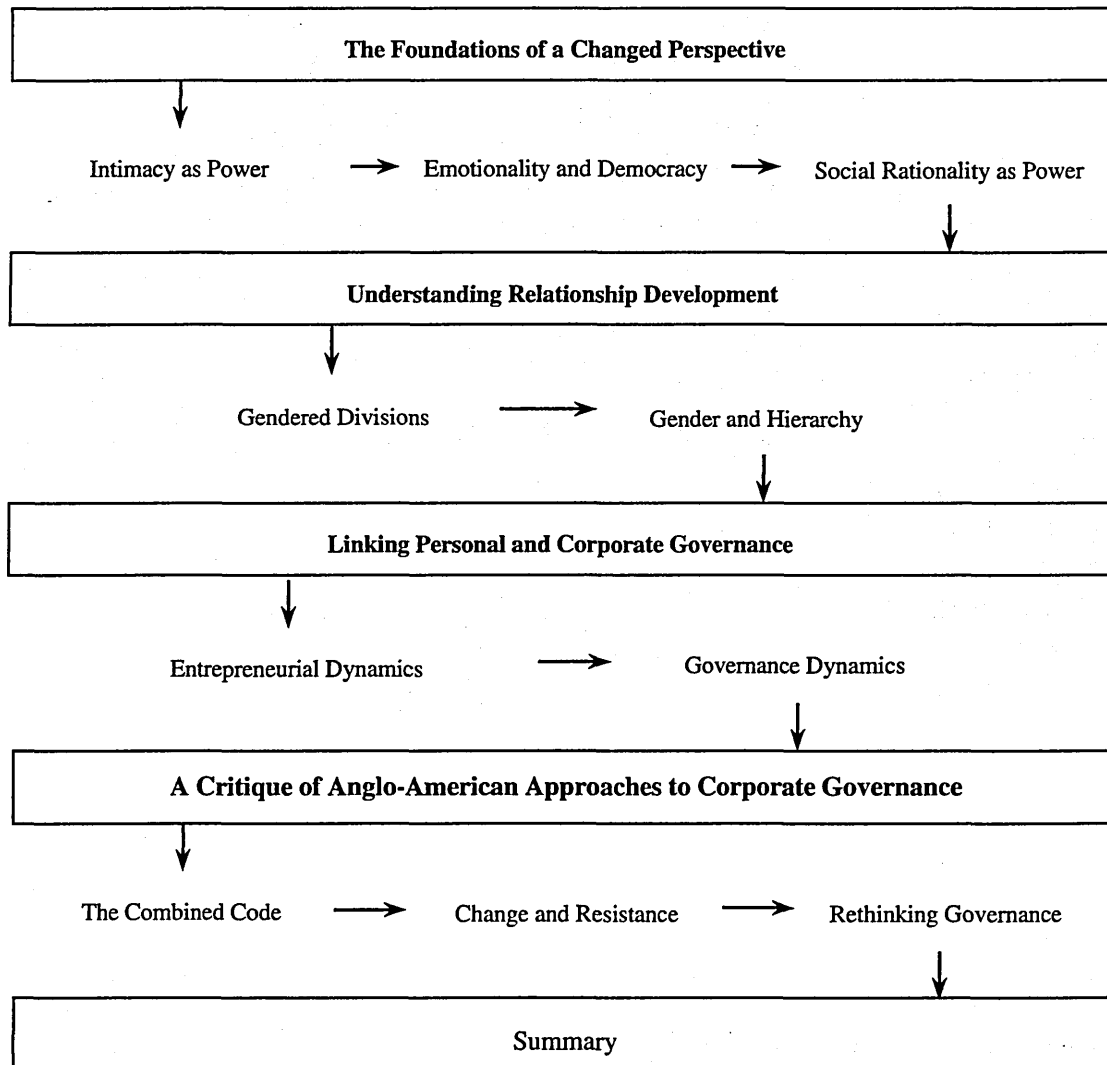 The Foundations of a Changed Perspective
Intimacy as Power
Emotionality and Democracy
Social Rationality as Power
Understanding Relationship Development
Gendered Divisions
Gender and Hierarchy
Linking Personal and Corporate Governance
Entrepreneurial Dynamics
Governance Dynamics
A Critique of Anglo-American Approaches to Corporate Governance
The Combined Code
Change and Resistance
Rethinking Governance
Summary